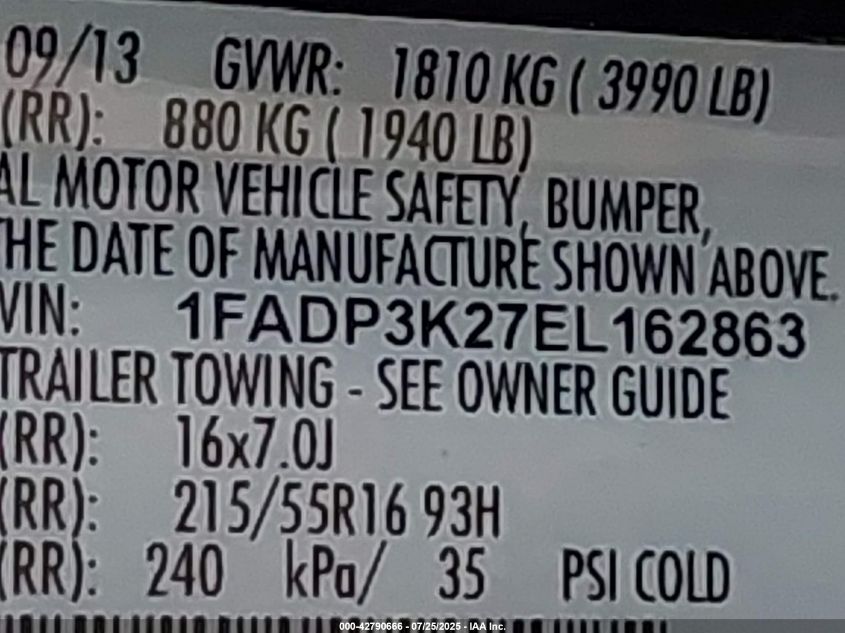 09/13 GVWR: 1810 KG ( 3990 LB)
(RR): 880 KG ( 1940 LB)
AL MOTOR VEHICLE SAFETY, BUMPER,
THE DATE OF MANUFACTURE SHOWN ABOVE.
VIN: 1FADP3K27EL162863
TRAILER TOWING - SEE OWNER GUIDE
(RR): 16x7.0J
(RR): 215/55R16 93H
(RR): 240 kPa/ 35 PSI COLD
000-42790666 - 07/25/2025 - IAA Inc.